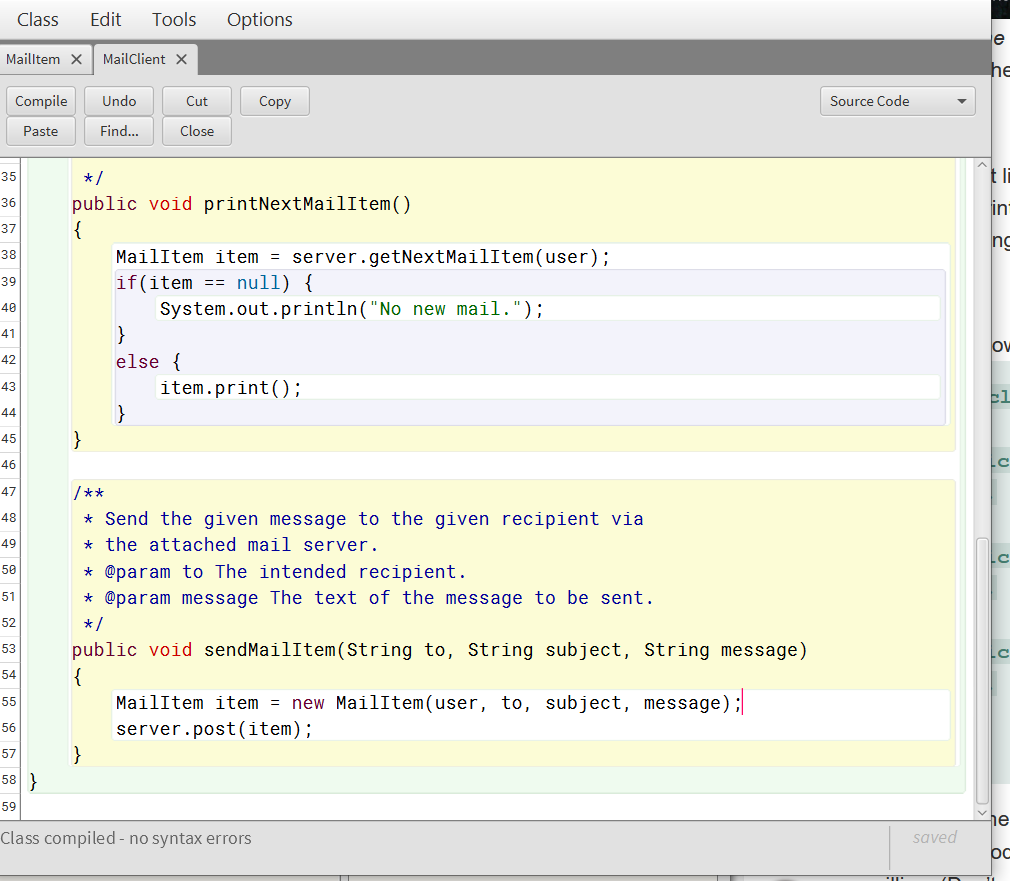 Class Edit Tools Options
MailItem ✕ MailClient ✕
Compile Undo Cut Copy Source Code
Paste Find... Close
35 */
36 public void printNextMailItem()
37 {
38 MailItem item = server.getNextMailItem(user);
39 if(item == null) {
40 System.out.println("No new mail.");
41 }
42 else {
43 item.print();
44 }
45 }
46
47 /**
48 * Send the given message to the given recipient via
49 * the attached mail server.
50 * @param to The intended recipient.
51 * @param message The text of the message to be sent.
52 */
53 public void sendMailItem(String to, String subject, String message)
54 {
55 MailItem item = new MailItem(user, to, subject, message);
56 server.post(item);
57 }
58 }
59
Class compiled - no syntax errors saved